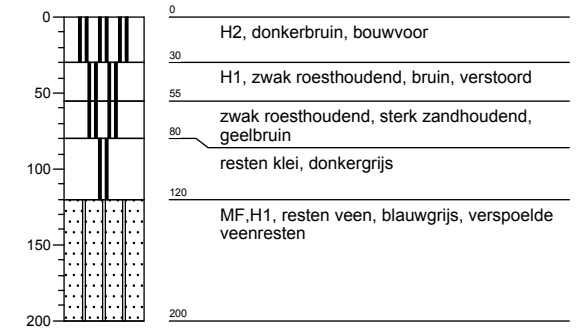 0
50
100
150
200
0
H2, donkerbruin, bouwvoor
30
H1, zwak roesthoudend, bruin, verstoord
55
zwak roesthoudend, sterk zandhoudend,
geelbruin
80
resten klei, donkergrijs
120
MF,H1, resten veen, blauwgrijs, verspoelde
veenresten
200